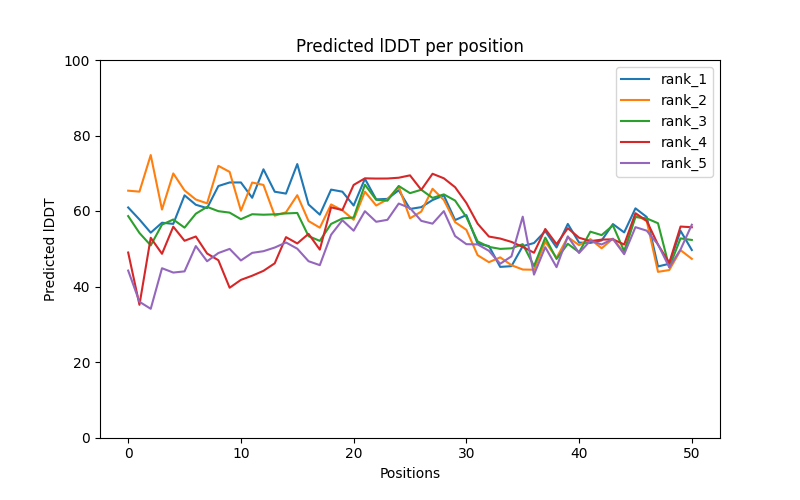 Predicted lDDT per position
100
80
60
40
20
0
Predicted lDDT
0 10 20 30 40 50
Positions
rank_1
rank_2
rank_3
rank_4
rank_5